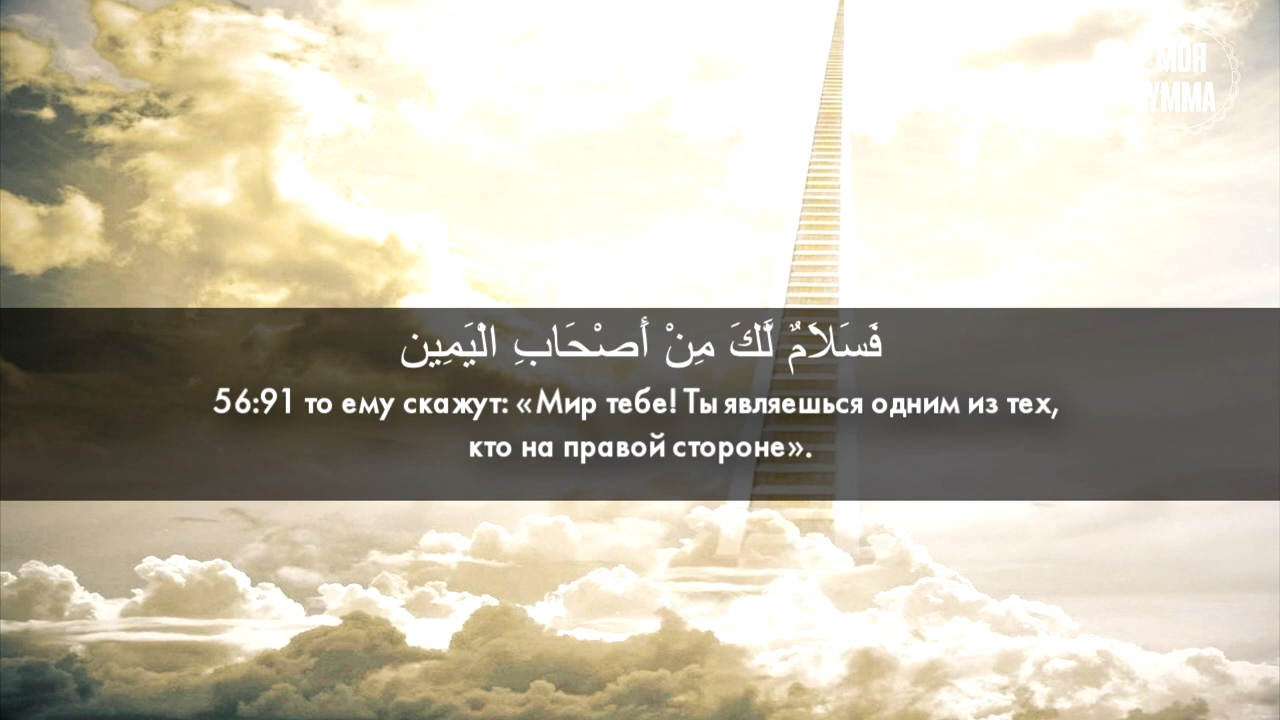 МОЯ
УММА
فَسَلَامٌ لَّكَ مِنْ أَصْحَابِ الْيَمِينِ
56:91 то ему скажут: «Мир тебе! Ты являешься одним из тех,
кто на правой стороне».